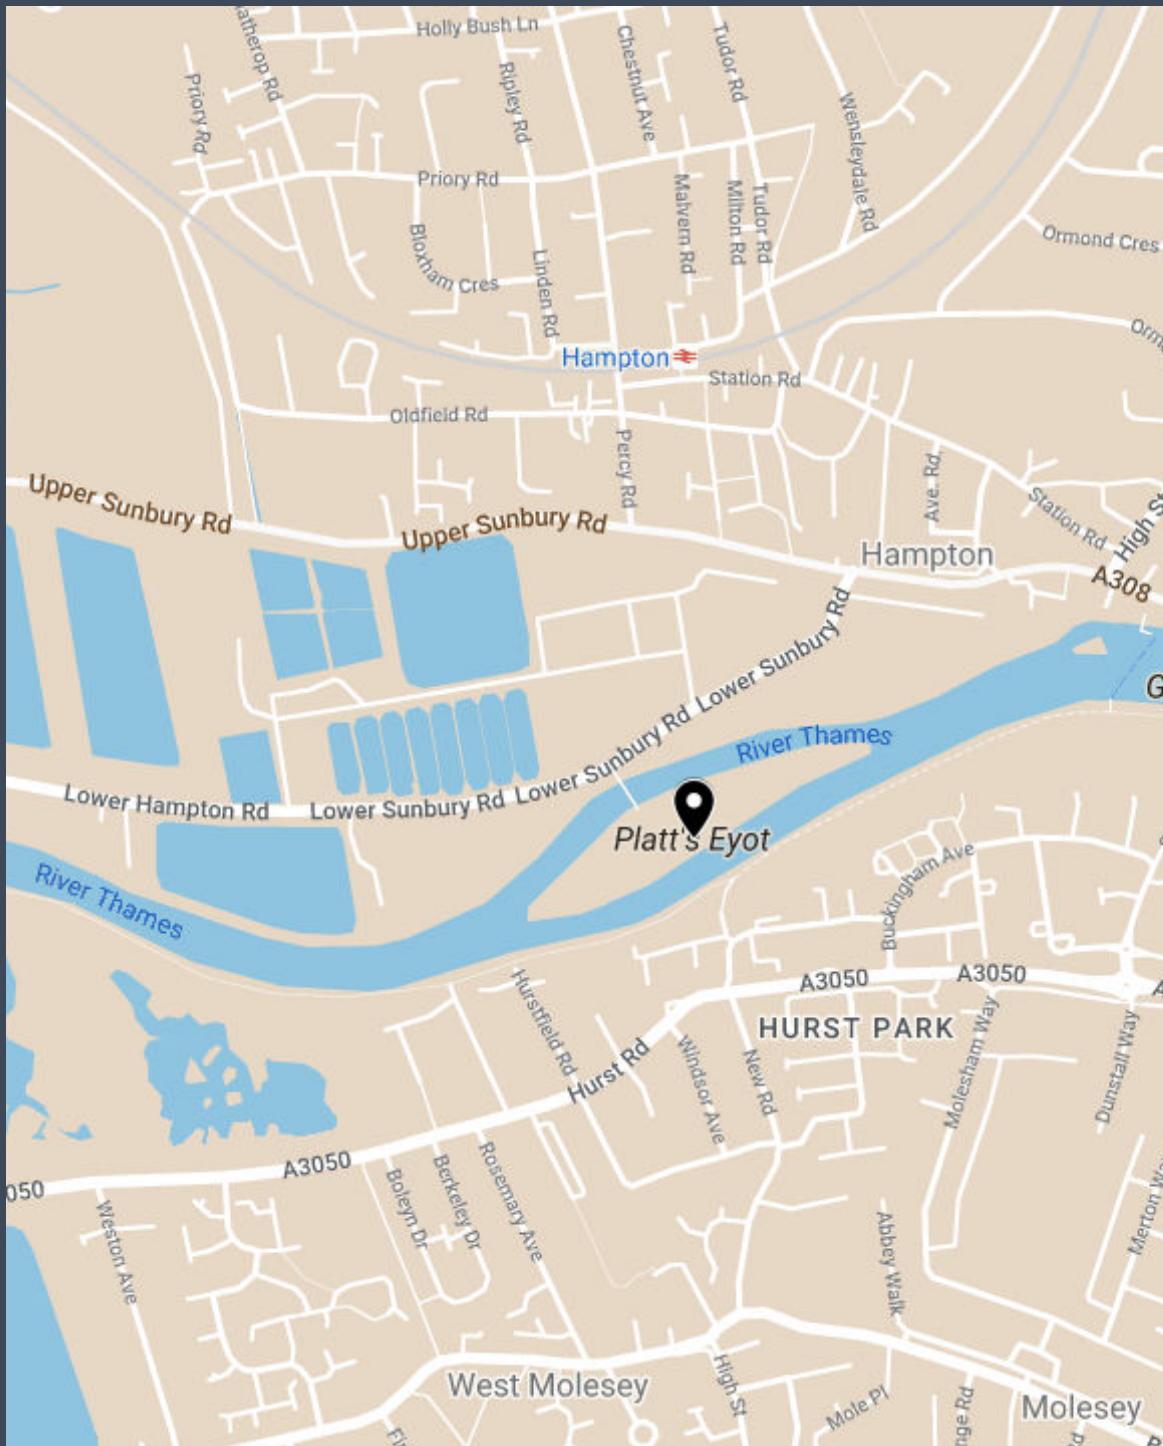 Holly Bush Ln
Chestnut Ave
Tudor Rd
Ripley Rd
Priory Rd
Wensleydale Rd
Priory Rd
Malvern Rd
Milton Rd
Tudor Rd
Ormond Cres
Bloxham Cres
Linden Rd
Hampton
Station Rd
Oldfield Rd
Percy Rd
Ave. Rd
Upper Sunbury Rd
Upper Sunbury Rd
Station Rd
High St
Hampton
A308
Lower Sunbury Rd
G
River Thames
Lower Sunbury Rd
Lower Hampton Rd
Lower Sunbury Rd
Platt's Eyot
River Thames
Buckingham Ave
A3050
A3050
Hurstfield Rd
HURST PARK
Hurst Rd
Windsor Ave
New Rd
Molesham Way
Dunstall Way
A3050
050
Weston Ave
Boleyn Dr
Berkeley Dr
Rosemary Ave
Abbey Walk
Merton Way
West Molesey
High St
Mole Pl
Molesey